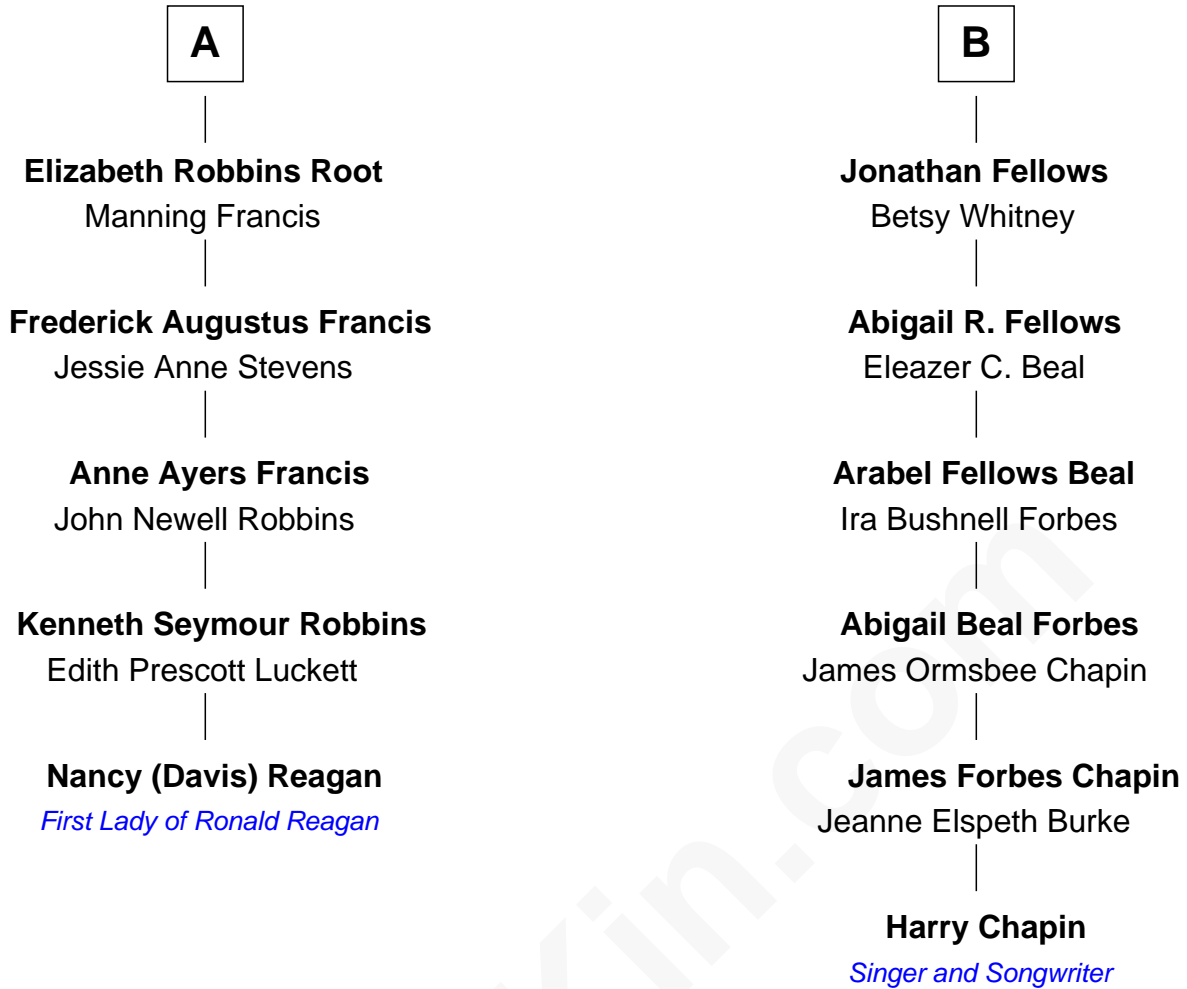 A
Elizabeth Robbins Root
Manning Francis
Frederick Augustus Francis
Jessie Anne Stevens
Anne Ayers Francis
John Newell Robbins
Kenneth Seymour Robbins
Edith Prescott Luckett
Nancy (Davis) Reagan
First Lady of Ronald Reagan
B
Jonathan Fellows
Betsy Whitney
Abigail R. Fellows
Eleazer C. Beal
Arabel Fellows Beal
Ira Bushnell Forbes
Abigail Beal Forbes
James Ormsbee Chapin
James Forbes Chapin
Jeanne Elspeth Burke
Harry Chapin
Singer and Songwriter